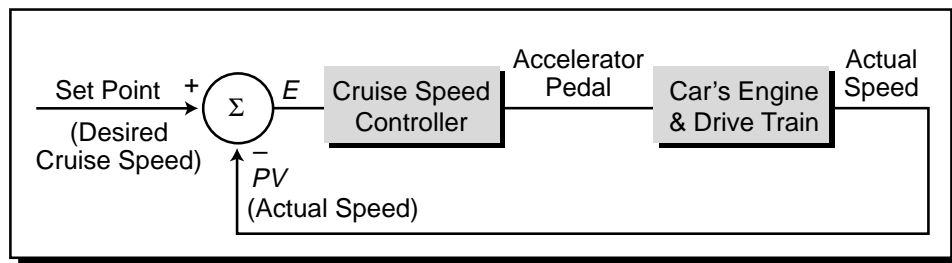 Set Point
(Desired
Cruise Speed)
+
Σ
E
Cruise Speed
Controller
Accelerator
Pedal
Car's Engine
& Drive Train
Actual
Speed
−
PV
(Actual Speed)